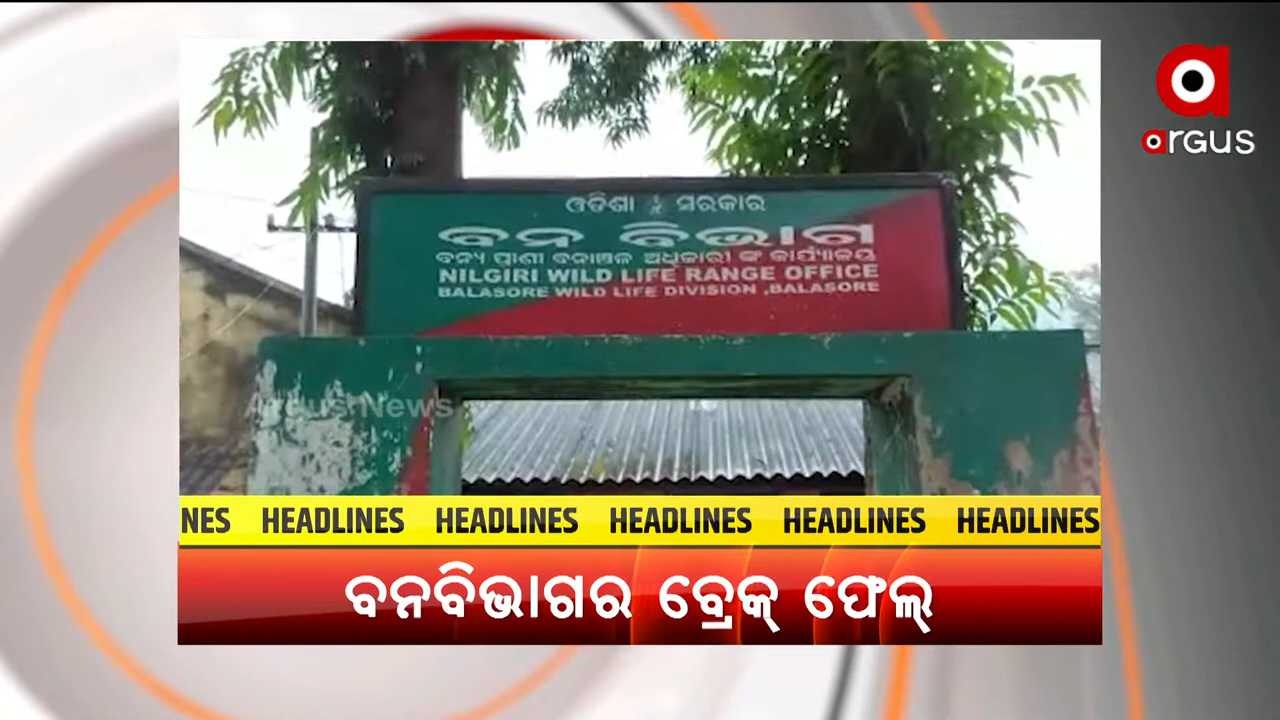 argus
ଓଡିଶା ସରକାର
ବନ ବିଭାଗ
ବନ୍ୟ ପ୍ରାଣୀ ବନାଞ୍ଚଳ ଅଧିକାରୀ ଙ୍କ କାର୍ଯ୍ୟାଳୟ
NILGIRI WILD LIFE RANGE OFFICE
BALASORE WILD LIFE DIVISION ,BALASORE
Argus News
NES HEADLINES HEADLINES HEADLINES HEADLINES HEADLINES
ବନବିଭାଗର ବ୍ରେକ୍ ଫେଲ୍